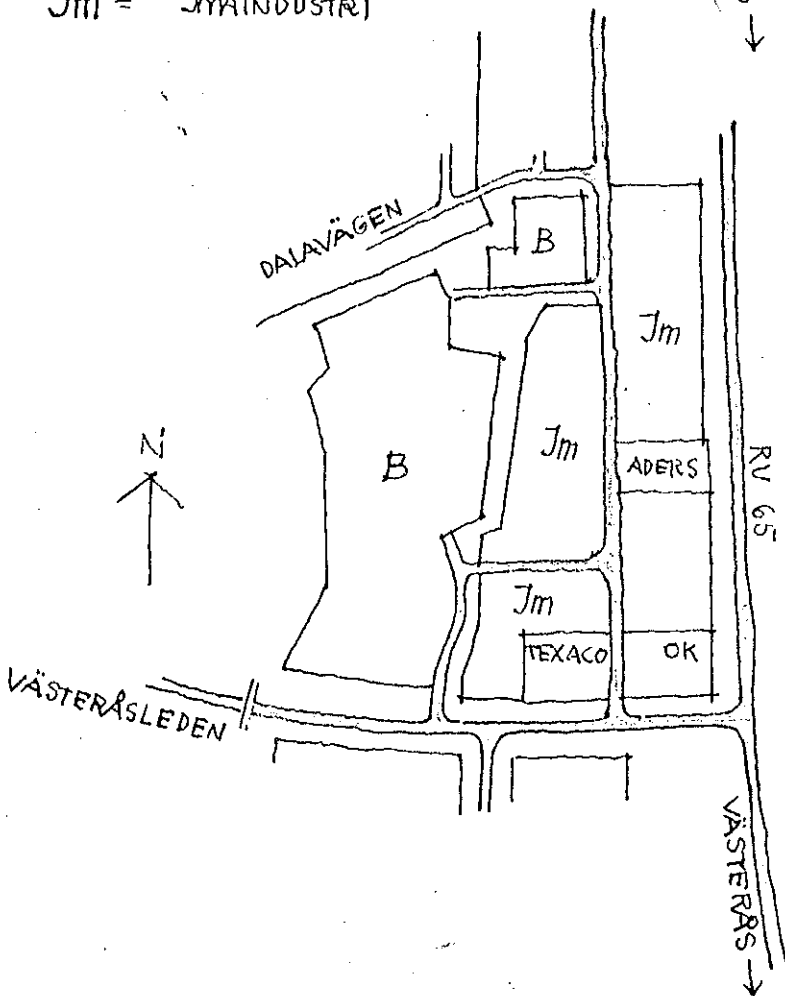 Jm = SMÅINDUSTRI
DALAVÄGEN
B
Jm
N
B
Jm
ADERS
RV 65
Jm
TEXACO
OK
VÄSTERÅSLEDEN
VÄSTERÅS